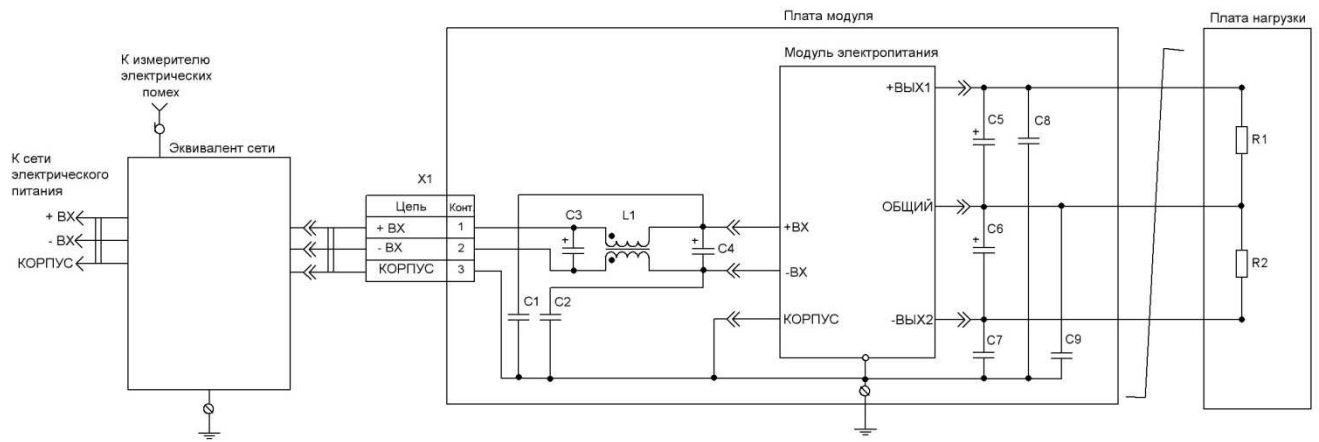 Плата модуля
Плата нагрузки
К измерителю
электрических
помех
Модуль электропитания
+ВЫХ1
C5
+
C8
R1
Эквивалент сети
К сети
электрического
питания
X1
Цепь
Конт.
+ ВХ
+ ВХ
1
- ВХ
- ВХ
2
КОРПУС
КОРПУС
3
C3
+
L1
+
C4
+ВХ
-ВХ
ОБЩИЙ
C6
+
R2
C1
C2
КОРПУС
-ВЫХ2
C7
C9